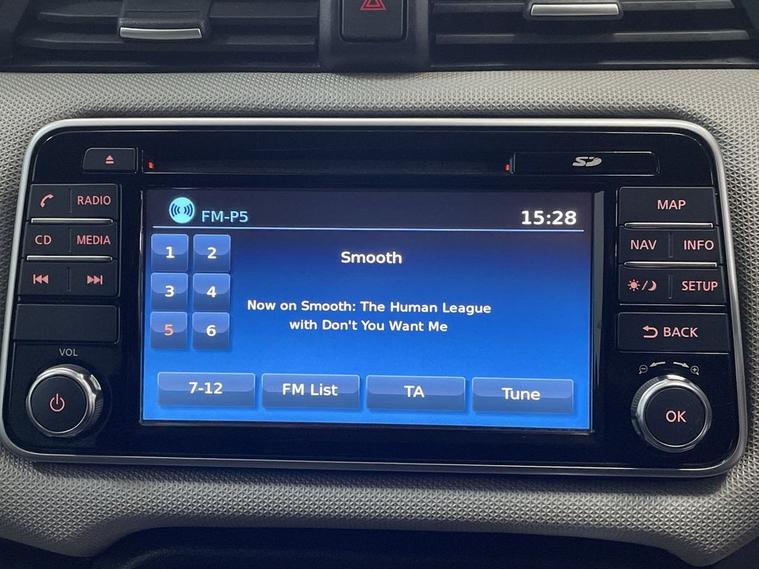 SD
RADIO
CD MEDIA
VOL
FM-P5 15:28
1 2
3 4
5 6
Smooth
Now on Smooth: The Human League
with Don't You Want Me
7-12 FM List TA Tune
MAP
NAV INFO
SETUP
BACK
OK